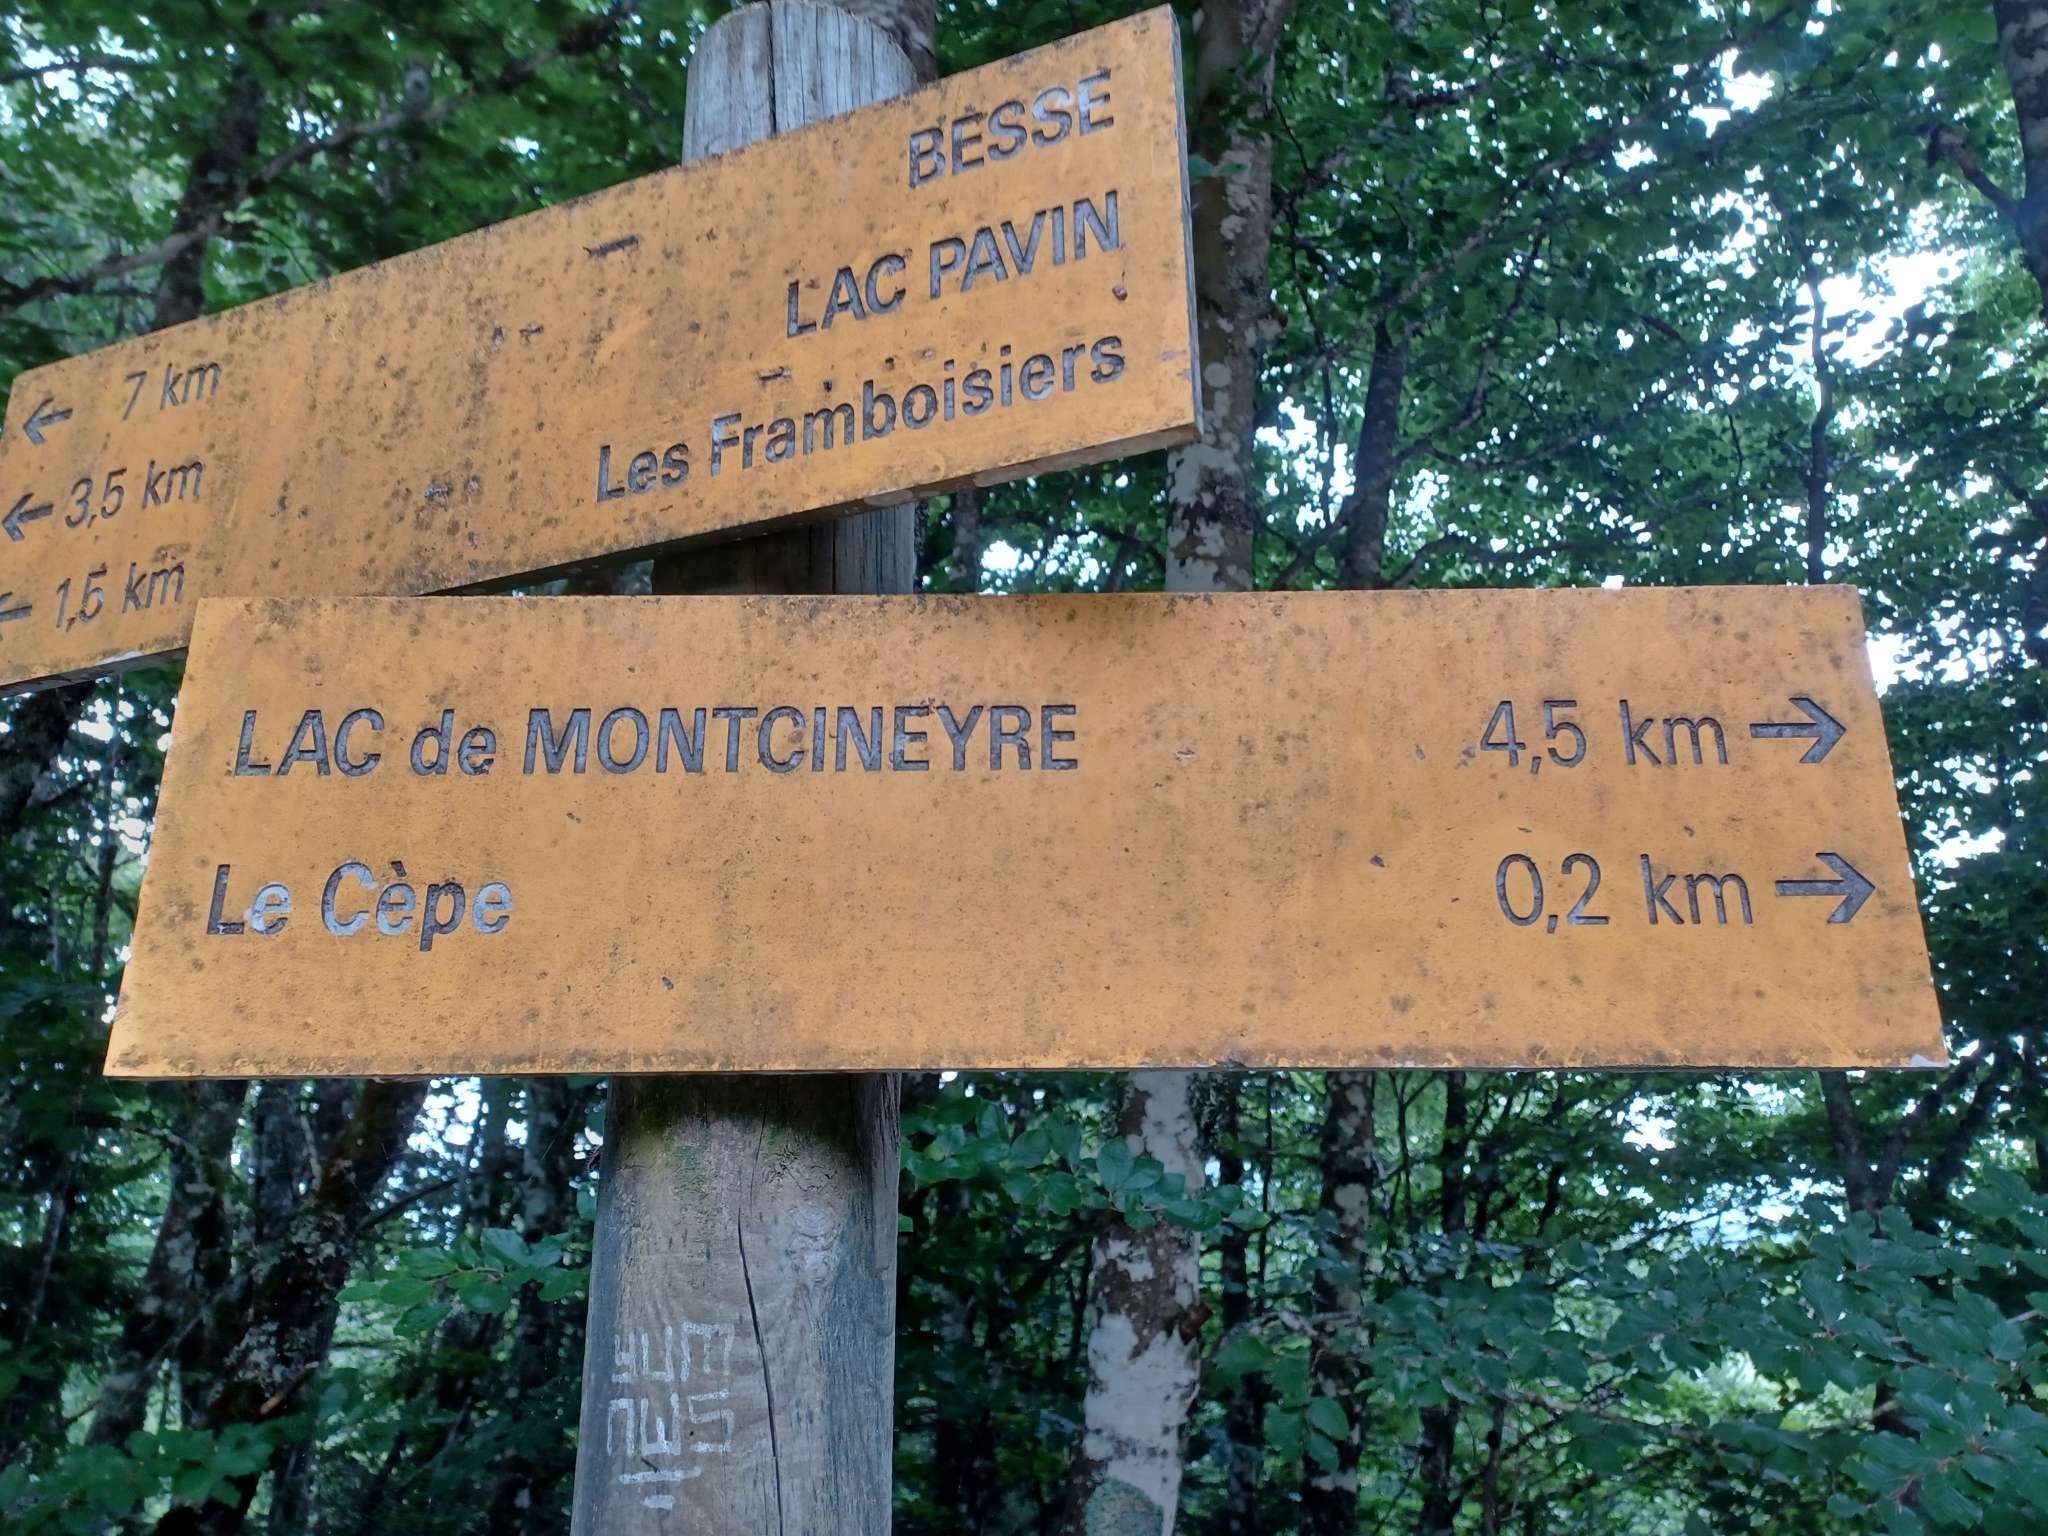 BESSE
← 7 km
LAC PAVIN
← 3,5 km
Les Framboisiers
← 1,5 km
LAC de MONTCINEYRE 4,5 km →
Le Cèpe 0,2 km →